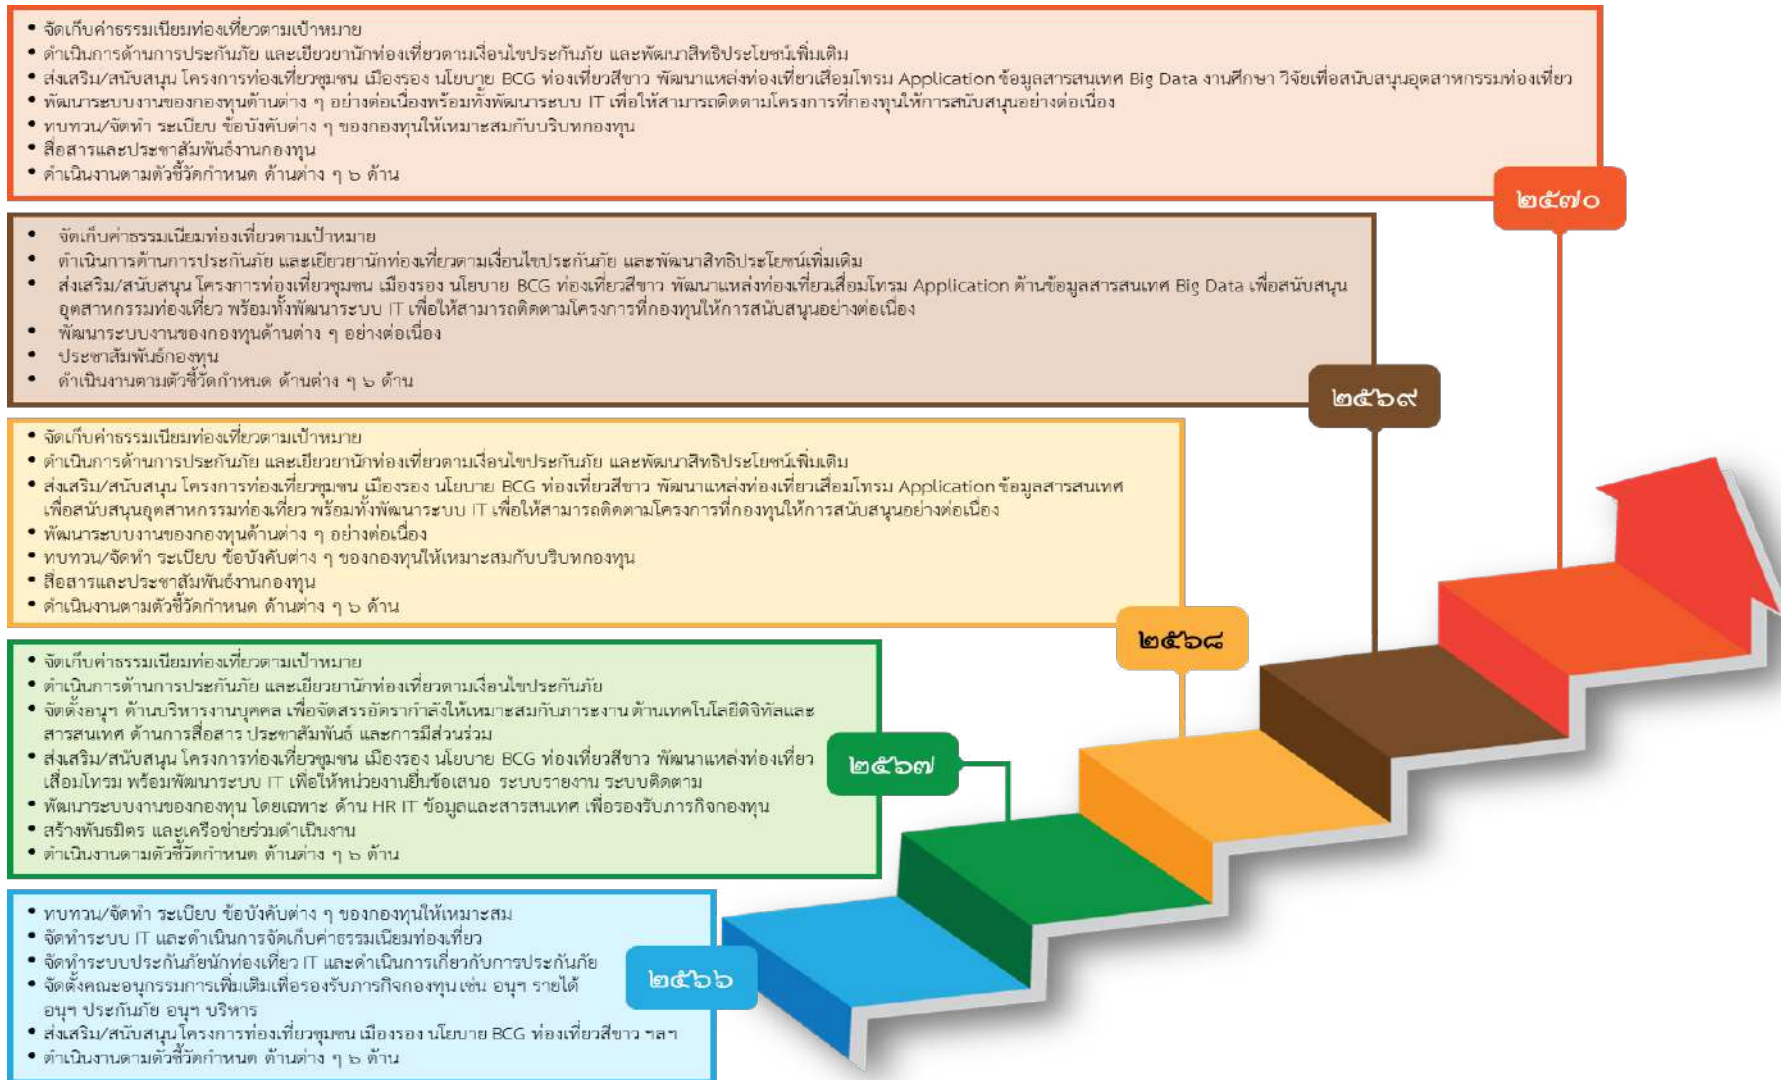 • จัดเก็บค่าธรรมเนียมท่องเที่ยวตามเป้าหมาย
• ดำเนินการด้านการประกันภัย และเยียวยานักท่องเที่ยวตามเงื่อนไขประกันภัย และพัฒนาสิทธิประโยชน์เพิ่มเติม
• ส่งเสริม/สนับสนุน โครงการท่องเที่ยวชุมชน เมืองรอง นโยบาย BCG ท่องเที่ยวสีขาว พัฒนาแหล่งท่องเที่ยวเสื่อมโทรม Application ข้อมูลสารสนเทศ Big Data งานศึกษา วิจัยเพื่อสนับสนุนอุตสาหกรรมท่องเที่ยว
• พัฒนาระบบงานของกองทุนด้านต่าง ๆ อย่างต่อเนื่องพร้อมทั้งพัฒนาระบบ IT เพื่อให้สามารถติดตามโครงการที่กองทุนให้การสนับสนุนอย่างต่อเนื่อง
• ทบทวน/จัดทำ ระเบียบ ข้อบังคับต่าง ๆ ของกองทุนให้เหมาะสมกับบริบทกองทุน
• สื่อสารและประชาสัมพันธ์งานกองทุน
• ดำเนินงานตามตัวชี้วัดกำหนด ด้านต่าง ๆ ๖ ด้าน
๒๕๗๐
• จัดเก็บค่าธรรมเนียมท่องเที่ยวตามเป้าหมาย
• ดำเนินการด้านการประกันภัย และเยียวยานักท่องเที่ยวตามเงื่อนไขประกันภัย และพัฒนาสิทธิประโยชน์เพิ่มเติม
• ส่งเสริม/สนับสนุน โครงการท่องเที่ยวชุมชน เมืองรอง นโยบาย BCG ท่องเที่ยวสีขาว พัฒนาแหล่งท่องเที่ยวเสื่อมโทรม Application ด้านข้อมูลสารสนเทศ Big Data เพื่อสนับสนุน
อุตสาหกรรมท่องเที่ยว พร้อมทั้งพัฒนาระบบ IT เพื่อให้สามารถติดตามโครงการที่กองทุนให้การสนับสนุนอย่างต่อเนื่อง
• พัฒนาระบบงานของกองทุนด้านต่าง ๆ อย่างต่อเนื่อง
• ประชาสัมพันธ์กองทุน
• ดำเนินงานตามตัวชี้วัดกำหนด ด้านต่าง ๆ ๖ ด้าน
๒๕๖๙
• จัดเก็บค่าธรรมเนียมท่องเที่ยวตามเป้าหมาย
• ดำเนินการด้านการประกันภัย และเยียวยานักท่องเที่ยวตามเงื่อนไขประกันภัย และพัฒนาสิทธิประโยชน์เพิ่มเติม
• ส่งเสริม/สนับสนุน โครงการท่องเที่ยวชุมชน เมืองรอง นโยบาย BCG ท่องเที่ยวสีขาว พัฒนาแหล่งท่องเที่ยวเสื่อมโทรม Application ข้อมูลสารสนเทศ
เพื่อสนับสนุนอุตสาหกรรมท่องเที่ยว พร้อมทั้งพัฒนาระบบ IT เพื่อให้สามารถติดตามโครงการที่กองทุนให้การสนับสนุนอย่างต่อเนื่อง
• พัฒนาระบบงานของกองทุนด้านต่าง ๆ อย่างต่อเนื่อง
• ทบทวน/จัดทำ ระเบียบ ข้อบังคับต่าง ๆ ของกองทุนให้เหมาะสมกับบริบทกองทุน
• สื่อสารและประชาสัมพันธ์งานกองทุน
• ดำเนินงานตามตัวชี้วัดกำหนด ด้านต่าง ๆ ๖ ด้าน
๒๕๖๘
• จัดเก็บค่าธรรมเนียมท่องเที่ยวตามเป้าหมาย
• ดำเนินการด้านการประกันภัย และเยียวยานักท่องเที่ยวตามเงื่อนไขประกันภัย
• จัดตั้งอนุฯ ด้านบริหารงานบุคคล เพื่อจัดสรรอัตรากำลังให้เหมาะสมกับภาระงาน ด้านเทคโนโลยีดิจิทัลและ
สารสนเทศ ด้านการสื่อสาร ประชาสัมพันธ์ และการมีส่วนร่วม
• ส่งเสริม/สนับสนุน โครงการท่องเที่ยวชุมชน เมืองรอง นโยบาย BCG ท่องเที่ยวสีขาว พัฒนาแหล่งท่องเที่ยว
เสื่อมโทรม พร้อมพัฒนาระบบ IT เพื่อให้หน่วยงานยื่นข้อเสนอ ระบบรายงาน ระบบติดตาม
• พัฒนาระบบงานของกองทุน โดยเฉพาะ ด้าน HR IT ข้อมูลและสารสนเทศ เพื่อรองรับภารกิจกองทุน
• สร้างพันธมิตร และเครือข่ายร่วมดำเนินงาน
• ดำเนินงานตามตัวชี้วัดกำหนด ด้านต่าง ๆ ๖ ด้าน
๒๕๖๗
• ทบทวน/จัดทำ ระเบียบ ข้อบังคับต่าง ๆ ของกองทุนให้เหมาะสม
• จัดทำระบบ IT และดำเนินการจัดเก็บค่าธรรมเนียมท่องเที่ยว
• จัดทำระบบประกันภัยนักท่องเที่ยว IT และดำเนินการเกี่ยวกับการประกันภัย
• จัดตั้งคณะอนุกรรมการเพิ่มเติมเพื่อรองรับภารกิจกองทุน เช่น อนุฯ รายได้
อนุฯ ประกันภัย อนุฯ บริหาร
• ส่งเสริม/สนับสนุน โครงการท่องเที่ยวชุมชน เมืองรอง นโยบาย BCG ท่องเที่ยวสีขาว ฯลฯ
• ดำเนินงานตามตัวชี้วัดกำหนด ด้านต่าง ๆ ๖ ด้าน
๒๕๖๖